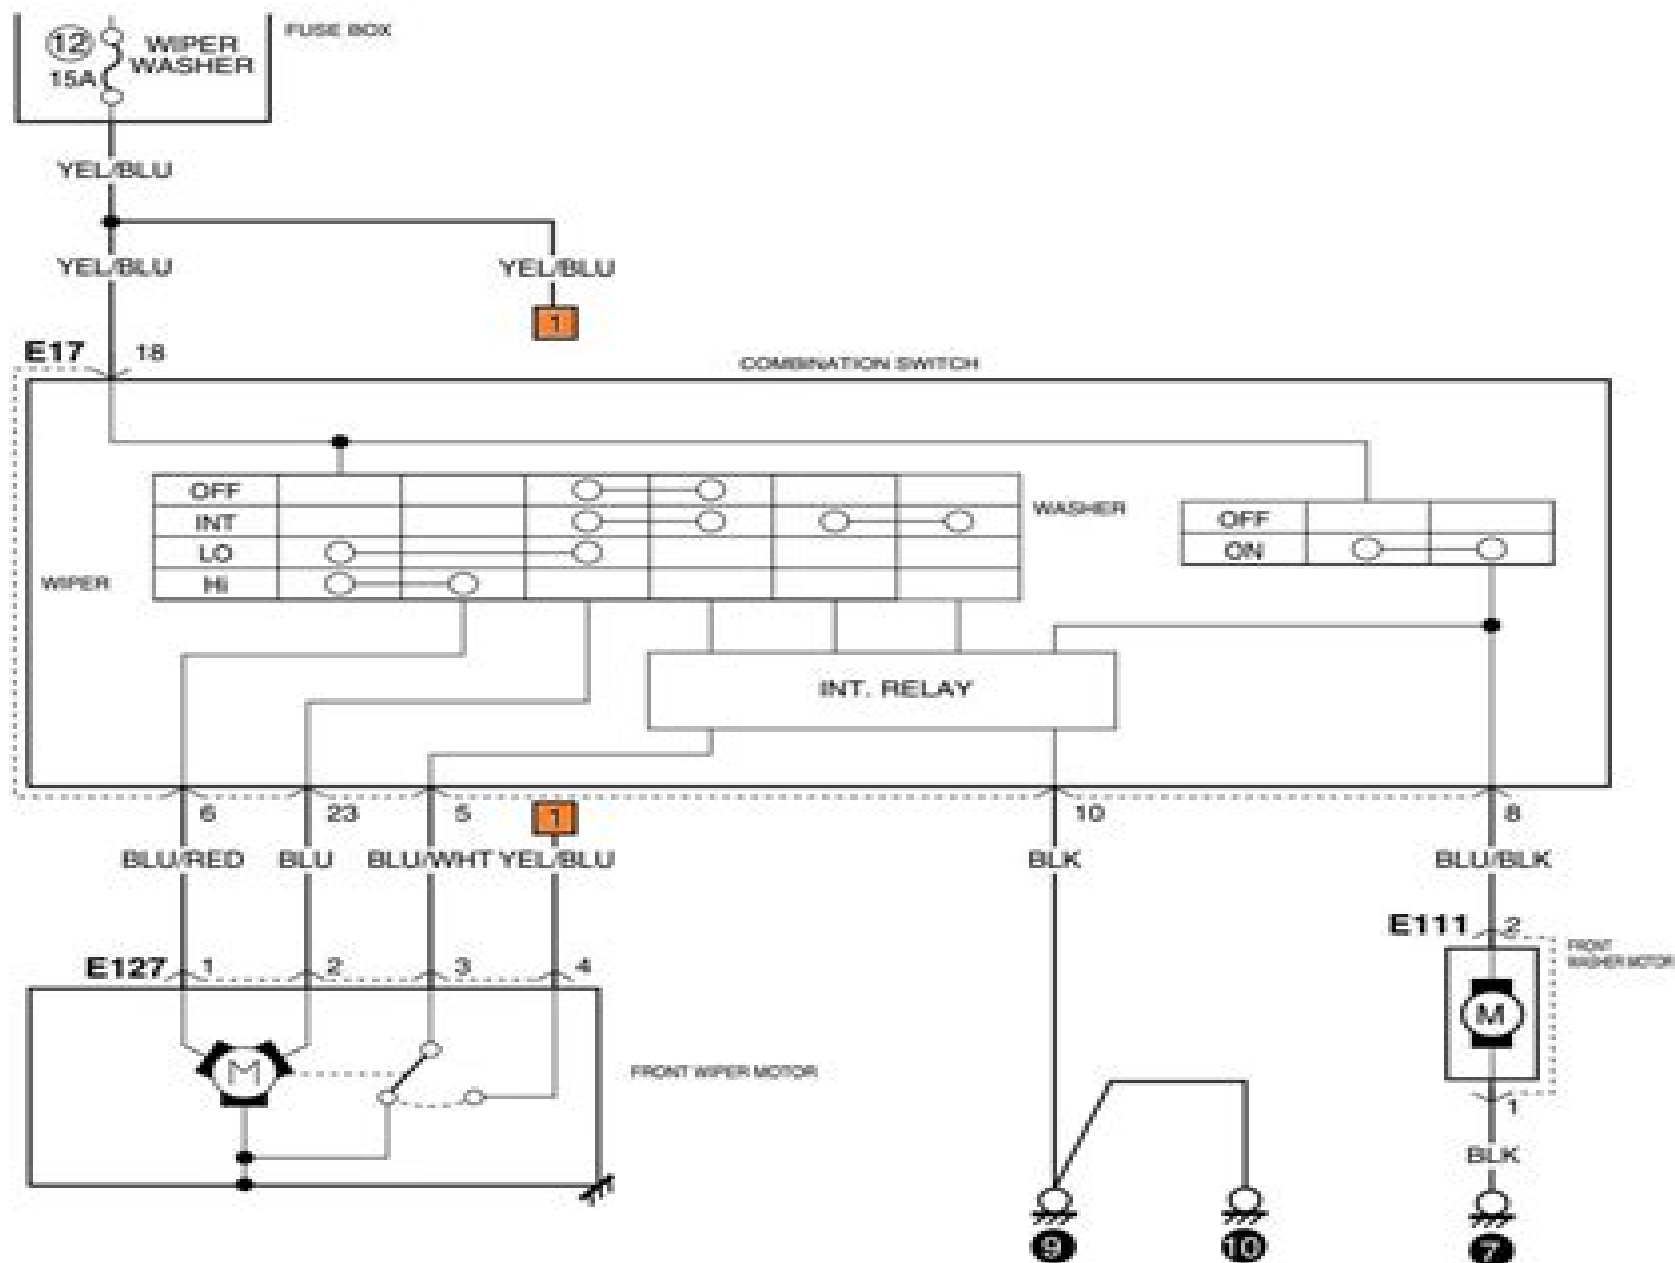 FUSE BOX
12
15A
WIPER
WASHER
YEL/BLU
YEL/BLU
YEL/BLU
1
E17
18
COMBINATION SWITCH
OFF
INT
LO
Hi
WIPER
WASHER
OFF
ON
INT. RELAY
6
23
5
1
10
8
BLU/RED
BLU
BLU/WHT
YEL/BLU
BLK
BLU/BLK
E127
1
2
3
4
E111
2
FRONT
WASHER MOTOR
M
M
FRONT WIPER MOTOR
1
BLK
9
10
7